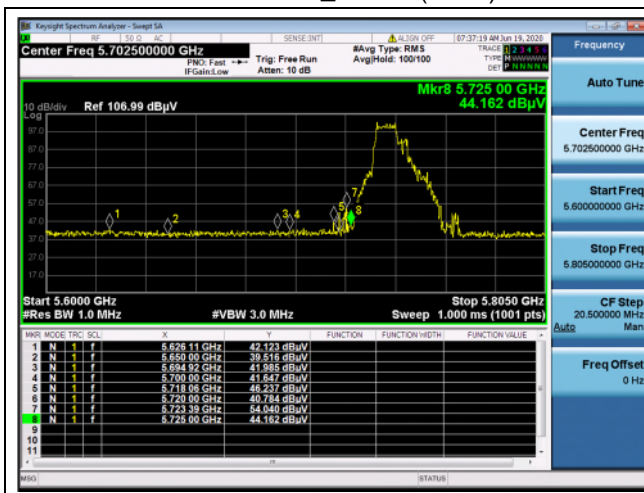 Keysight Spectrum Analyzer - Swept SA
RF 50 Ω AC SENSE:INT ALIGN OFF 07:37:19 AM Jun 19, 2020
Center Freq 5.702500000 GHz
PNO: Fast
IFGain:Low
Trig: Free Run
Atten: 10 dB
#Avg Type: RMS
Avg|Hold: 100/100
TRACE 1 2 3 4 5 6
TYPE M WWWWW
DET P N N N N N
Mkr8 5.725 00 GHz
44.162 dBµV
10 dB/div Ref 106.99 dBµV
Log
97.0
87.0
77.0
67.0
57.0
47.0
37.0
27.0
17.0
1
2
3
4
5
7
8
Start 5.6000 GHz Stop 5.8050 GHz
#Res BW 1.0 MHz #VBW 3.0 MHz Sweep 1.000 ms (1001 pts)
MKR MODE TRC SCL X Y FUNCTION FUNCTION WIDTH FUNCTION VALUE
1 N 1 f 5.626 11 GHz 42.123 dBµV
2 N 1 f 5.650 00 GHz 39.516 dBµV
3 N 1 f 5.694 92 GHz 41.985 dBµV
4 N 1 f 5.700 00 GHz 41.647 dBµV
5 N 1 f 5.718 06 GHz 46.237 dBµV
6 N 1 f 5.720 00 GHz 40.784 dBµV
7 N 1 f 5.723 39 GHz 54.040 dBµV
8 N 1 f 5.725 00 GHz 44.162 dBµV
9
10
11
MSG STATUS
Frequency
Auto Tune
Center Freq
5.702500000 GHz
Start Freq
5.600000000 GHz
Stop Freq
5.805000000 GHz
CF Step
20.500000 MHz
Auto Man
Freq Offset
0 Hz